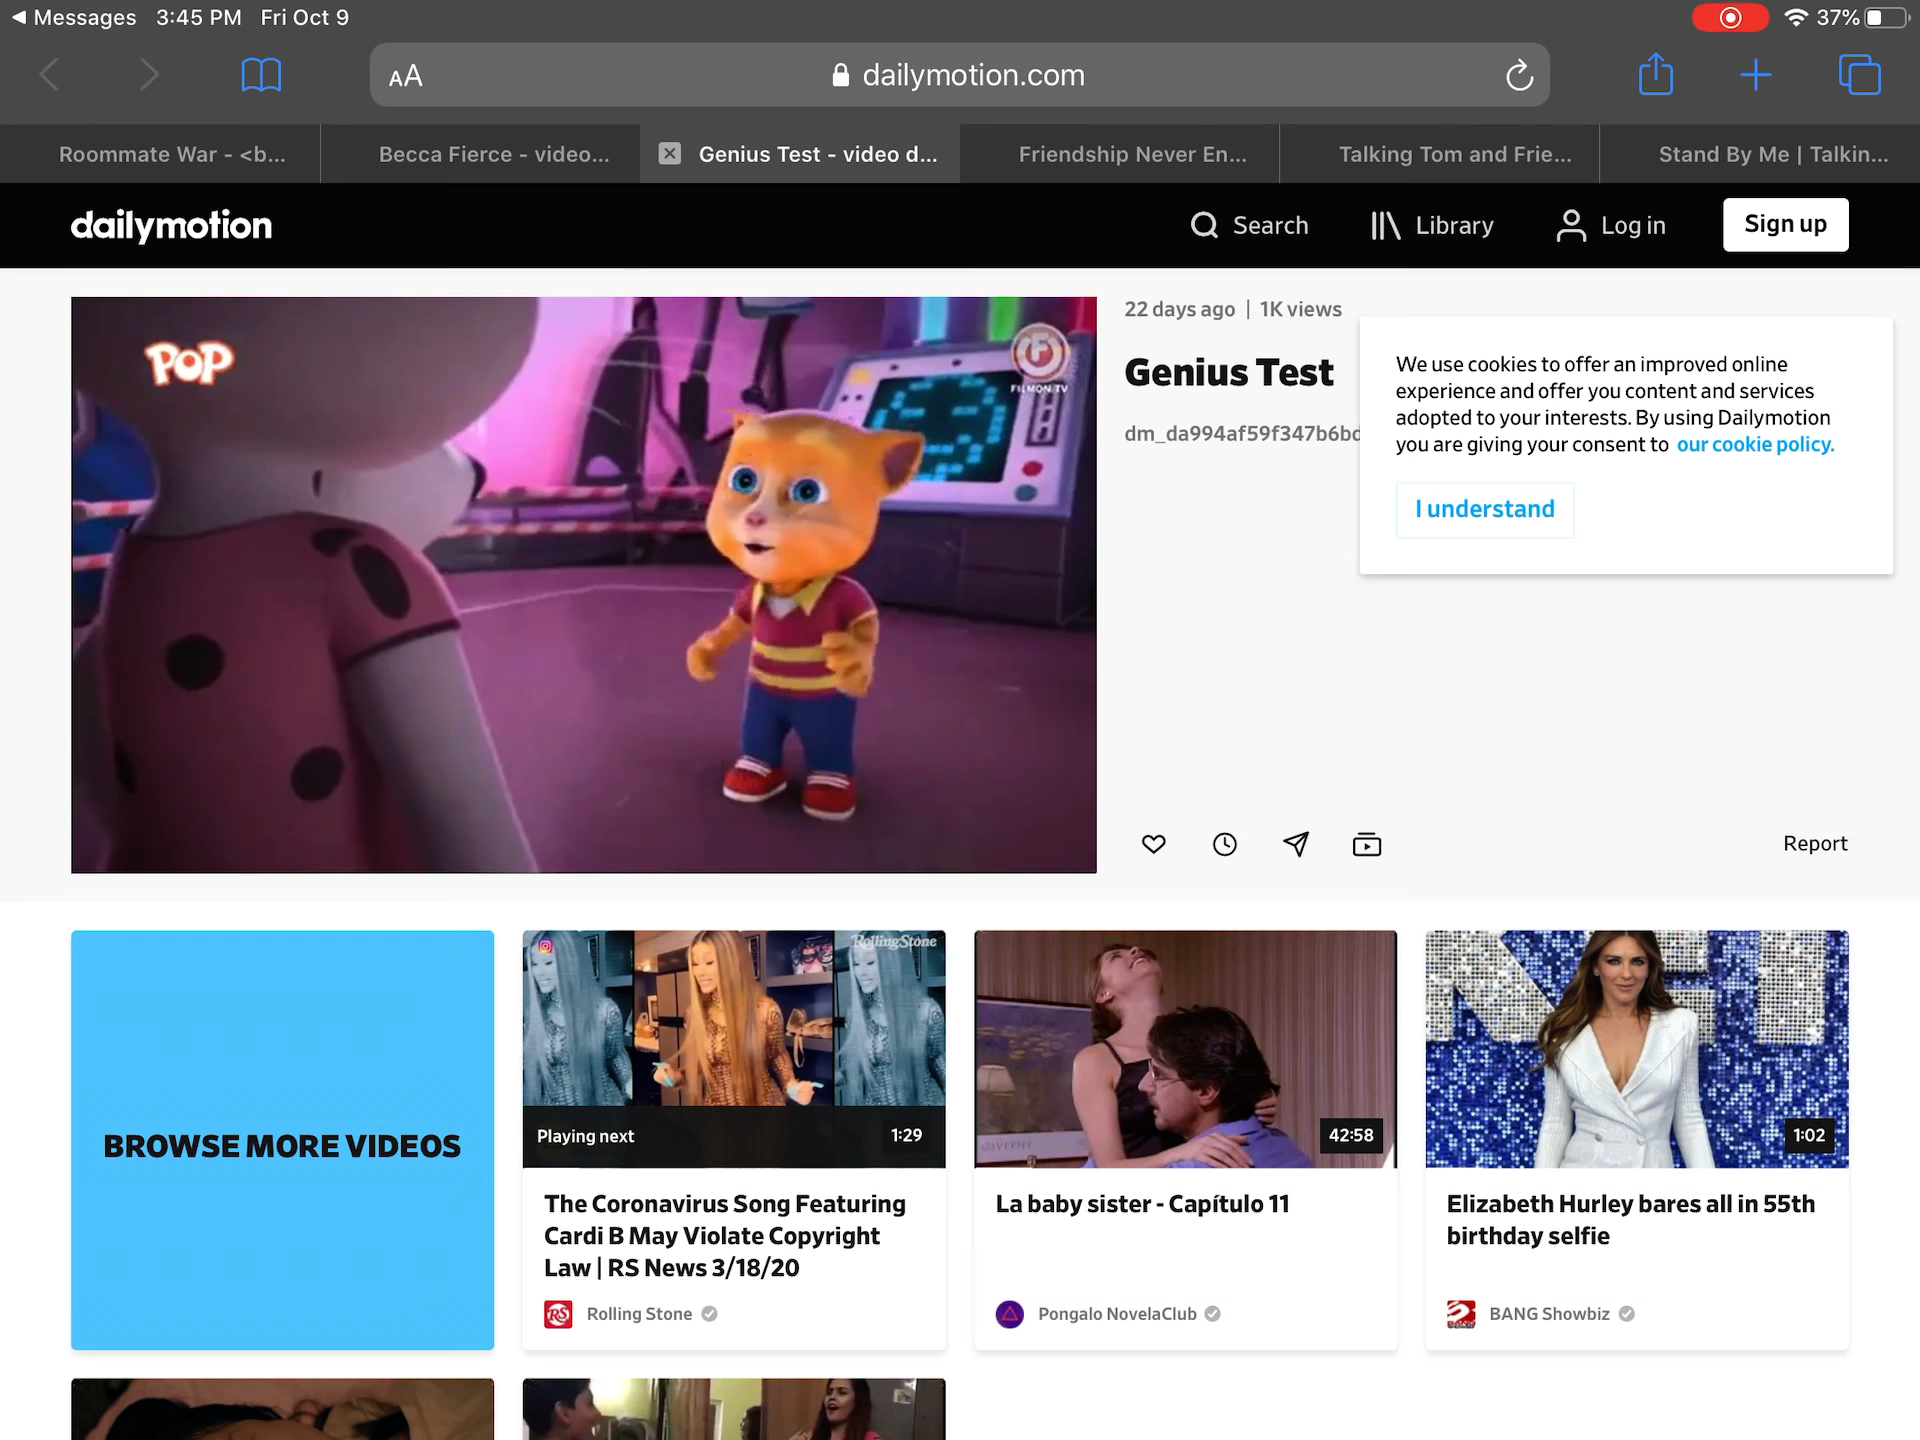 Messages 3:45 PM Fri Oct 9
37%
AA
dailymotion.com
Roommate War - <b...
Becca Fierce - video...
Genius Test - video d...
Friendship Never En...
Talking Tom and Frie...
Stand By Me | Talkin...
dailymotion
Search
Library
Log in
Sign up
POP
F
FILMON.TV
22 days ago | 1K views
Genius Test
dm_da994af59f347b6bd
We use cookies to offer an improved online
experience and offer you content and services
adopted to your interests. By using Dailymotion
you are giving your consent to our cookie policy.
I understand
Report
BROWSE MORE VIDEOS
RollingStone
Playing next
1:29
The Coronavirus Song Featuring
Cardi B May Violate Copyright
Law | RS News 3/18/20
RS
Rolling Stone
GIVERNY
42:58
La baby sister - Capítulo 11
Pongalo NovelaClub
1:02
Elizabeth Hurley bares all in 55th
birthday selfie
BANG Showbiz